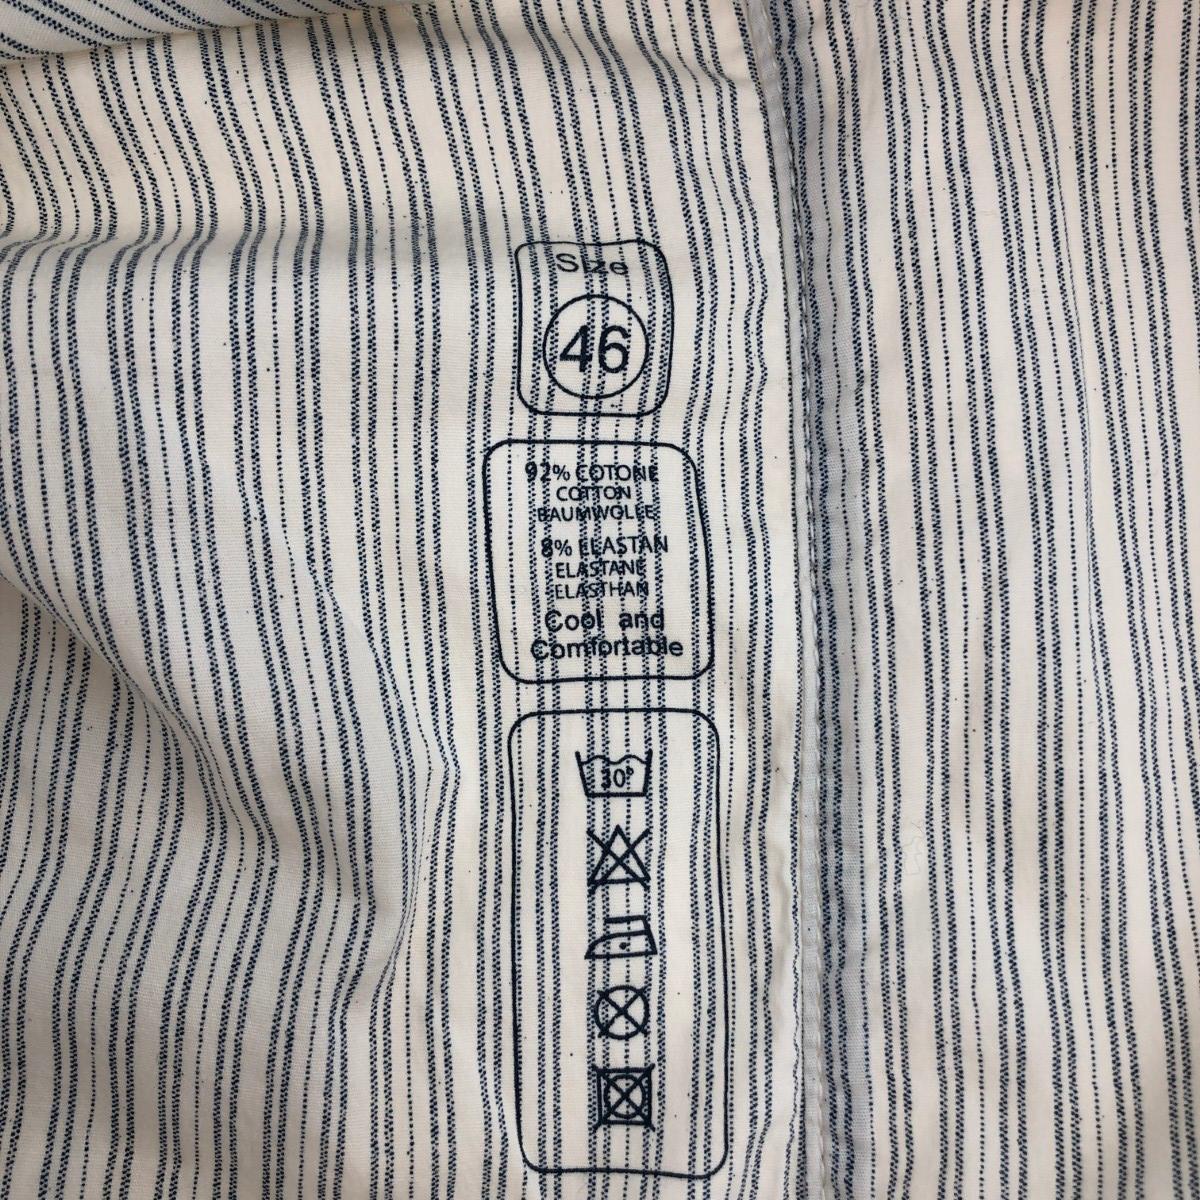 Size
46
92% COTONE
COTTON
BAUMWOLLE
8% ELASTAN
ELASTANE
ELASTHAN
Cool and
Comfortable
30°